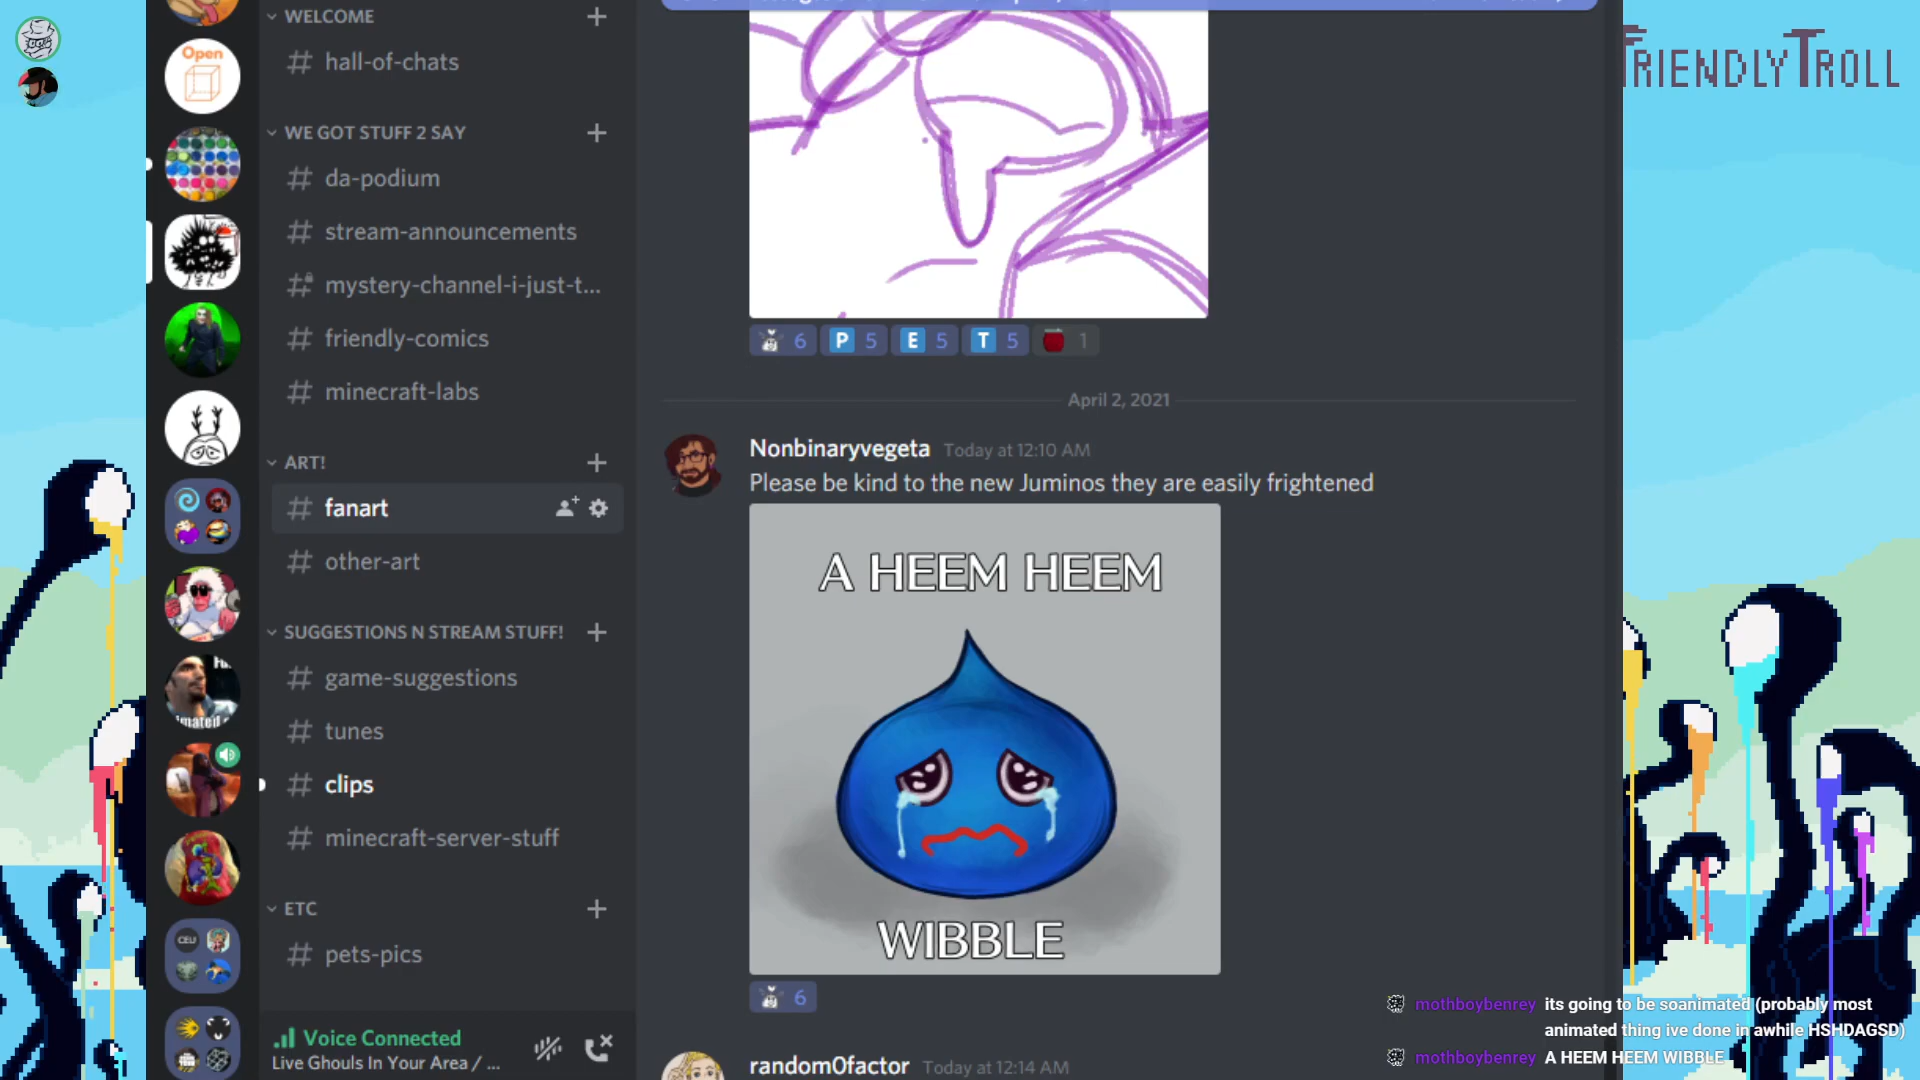 WELCOME
hall-of-chats
WE GOT STUFF 2 SAY
da-podium
stream-announcements
mystery-channel-i-just-t...
friendly-comics
minecraft-labs
ART!
fanart
other-art
SUGGESTIONS N STREAM STUFF!
game-suggestions
tunes
clips
minecraft-server-stuff
ETC
pets-pics
Voice Connected
Live Ghouls In Your Area / ...
Open
6 P 5 E 5 T 5 1
April 2, 2021
Nonbinaryvegeta Today at 12:10 AM
Please be kind to the new Juminos they are easily frightened
A HEEM HEEM
WIBBLE
6
random0factor Today at 12:14 AM
FRIENDLYTROLL
mothboybenrey its going to be soanimated (probably most
animated thing ive done in awhile HSHDAGSD)
mothboybenrey A HEEM HEEM WIBBLE